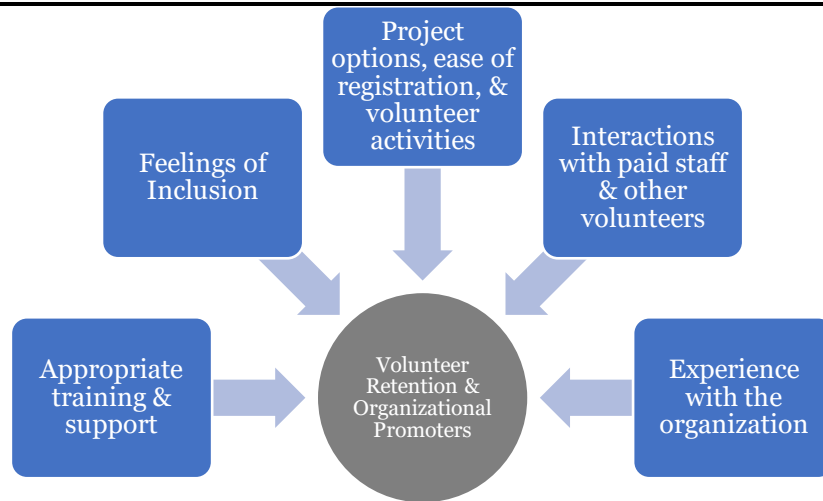 Project
options, ease of
registration, &
volunteer
activities
Feelings of
Inclusion
Interactions
with paid staff
& other
volunteers
Appropriate
training &
support
Volunteer
Retention &
Organizational
Promoters
Experience
with the
organization